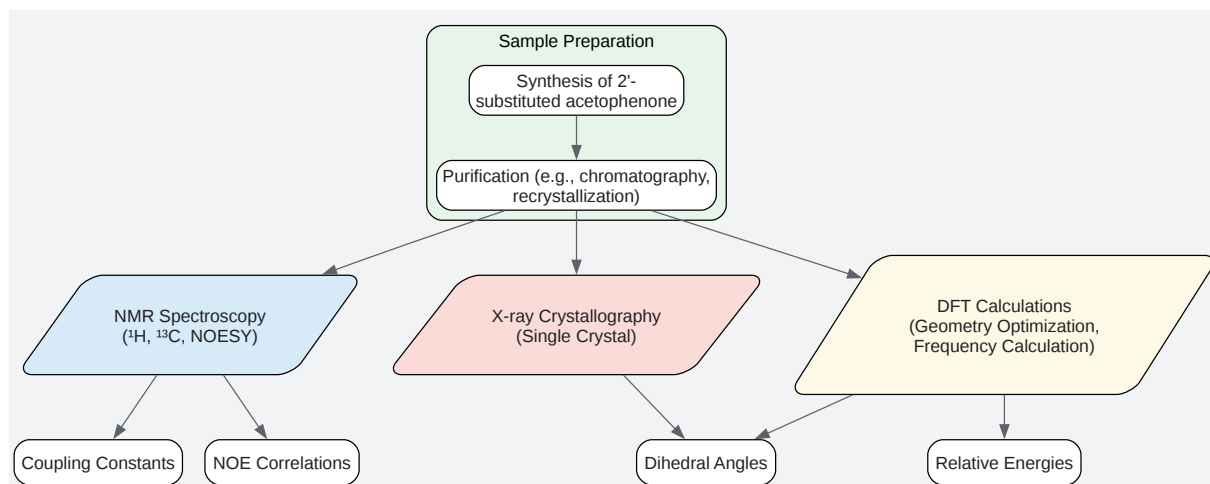 Sample Preparation
Synthesis of 2'-
substituted acetophenone
Purification (e.g., chromatography,
recrystallization)
NMR Spectroscopy
(¹H, ¹³C, NOESY)
X-ray Crystallography
(Single Crystal)
DFT Calculations
(Geometry Optimization,
Frequency Calculation)
Coupling Constants
NOE Correlations
Dihedral Angles
Relative Energies